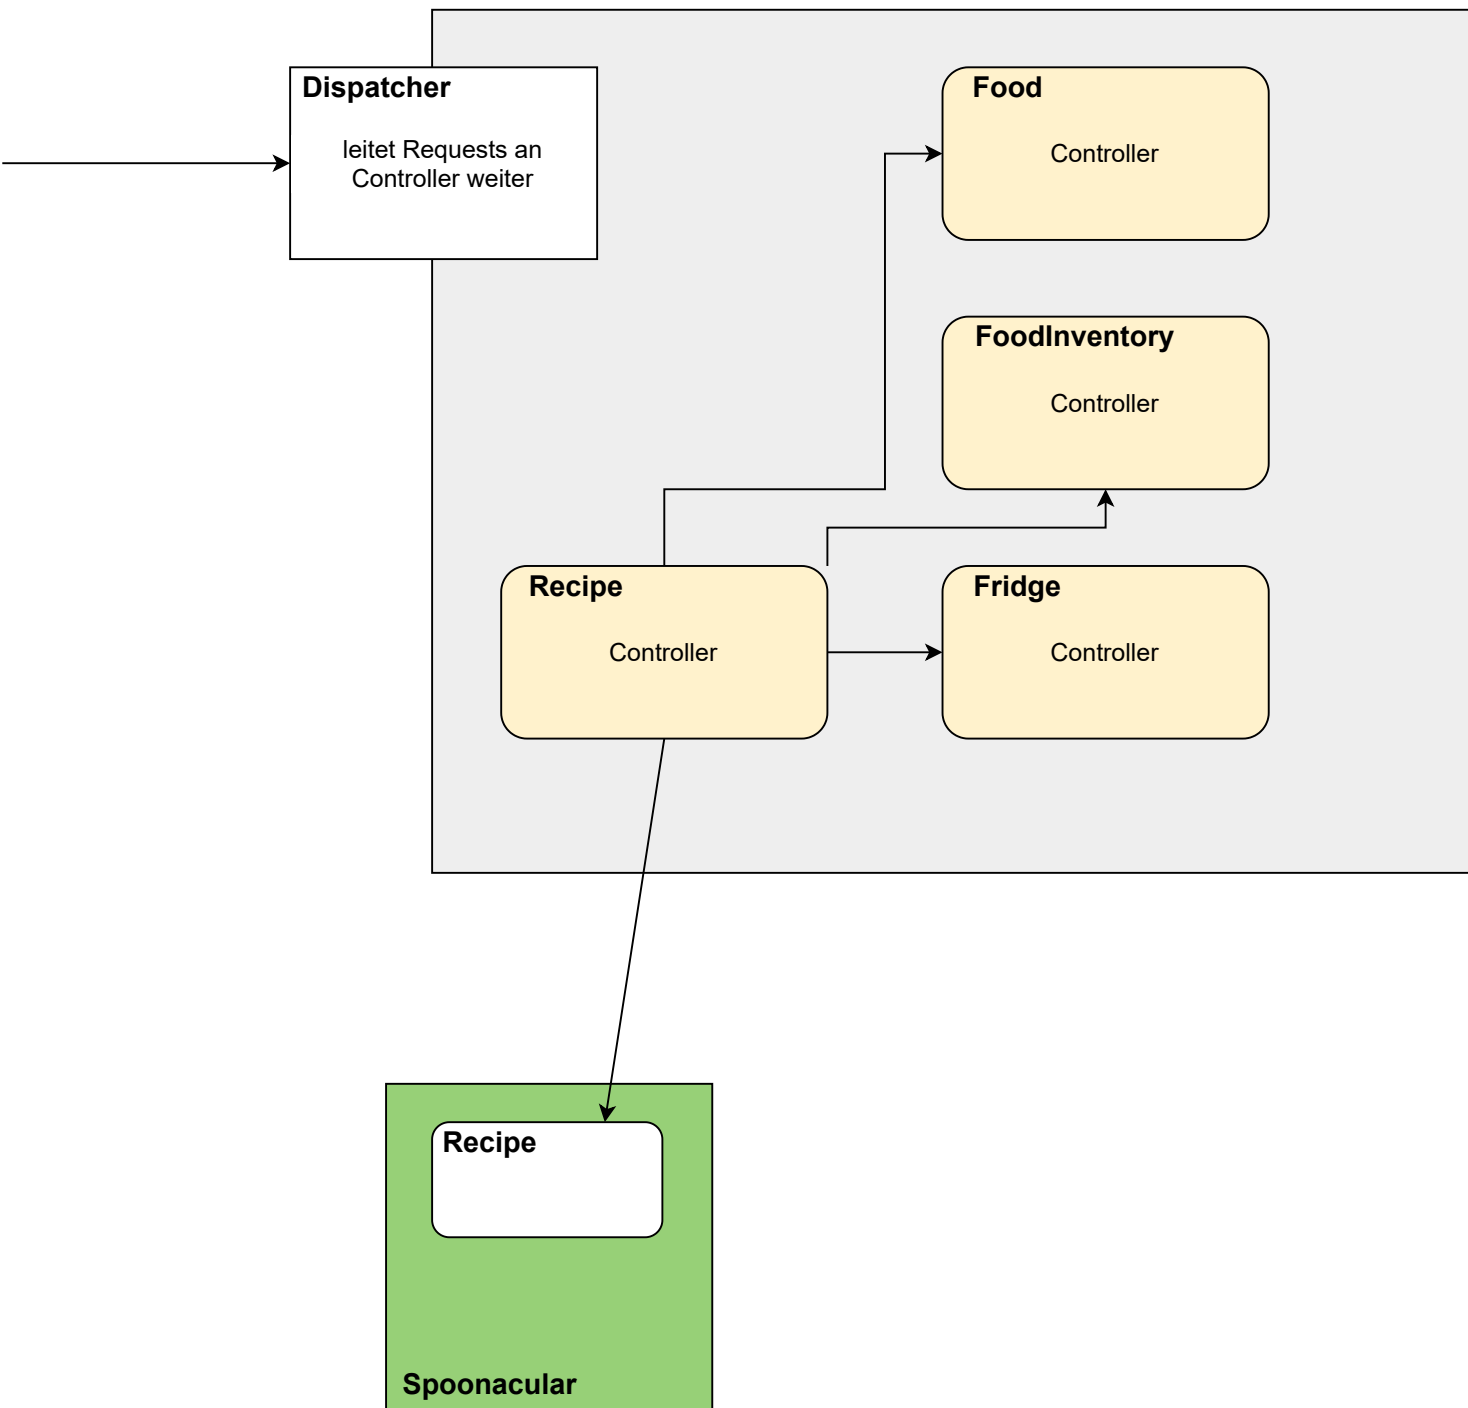 Dispatcher
leitet Requests an
Controller weiter
Food
Controller
FoodInventory
Controller
Recipe
Controller
Fridge
Controller
Recipe
Spoonacular